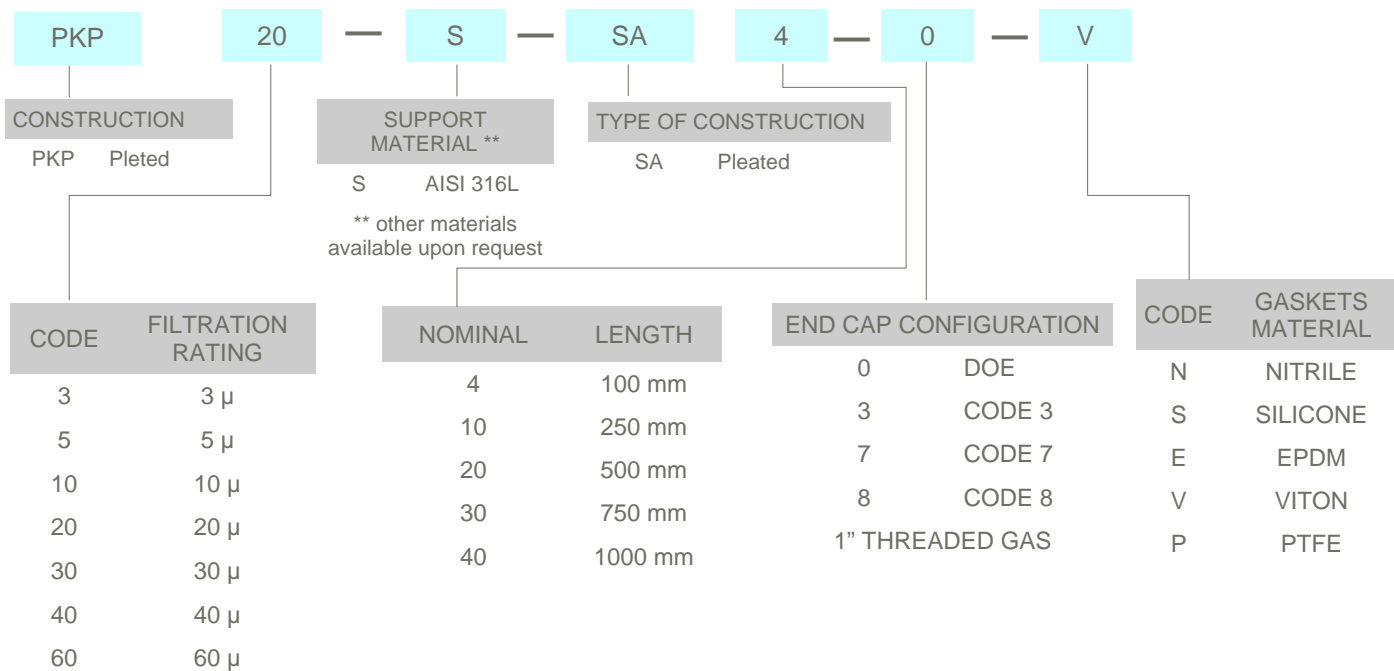 PKP 20 — S — SA 4 — 0 — V
CONSTRUCTION
PKP Pleted
SUPPORT
MATERIAL **
S AISI 316L
** other materials
available upon request
TYPE OF CONSTRUCTION
SA Pleated
CODE FILTRATION
RATING
3 3 µ
5 5 µ
10 10 µ
20 20 µ
30 30 µ
40 40 µ
60 60 µ
NOMINAL LENGTH
4 100 mm
10 250 mm
20 500 mm
30 750 mm
40 1000 mm
END CAP CONFIGURATION
0 DOE
3 CODE 3
7 CODE 7
8 CODE 8
1” THREADED GAS
CODE GASKETS
MATERIAL
N NITRILE
S SILICONE
E EPDM
V VITON
P PTFE